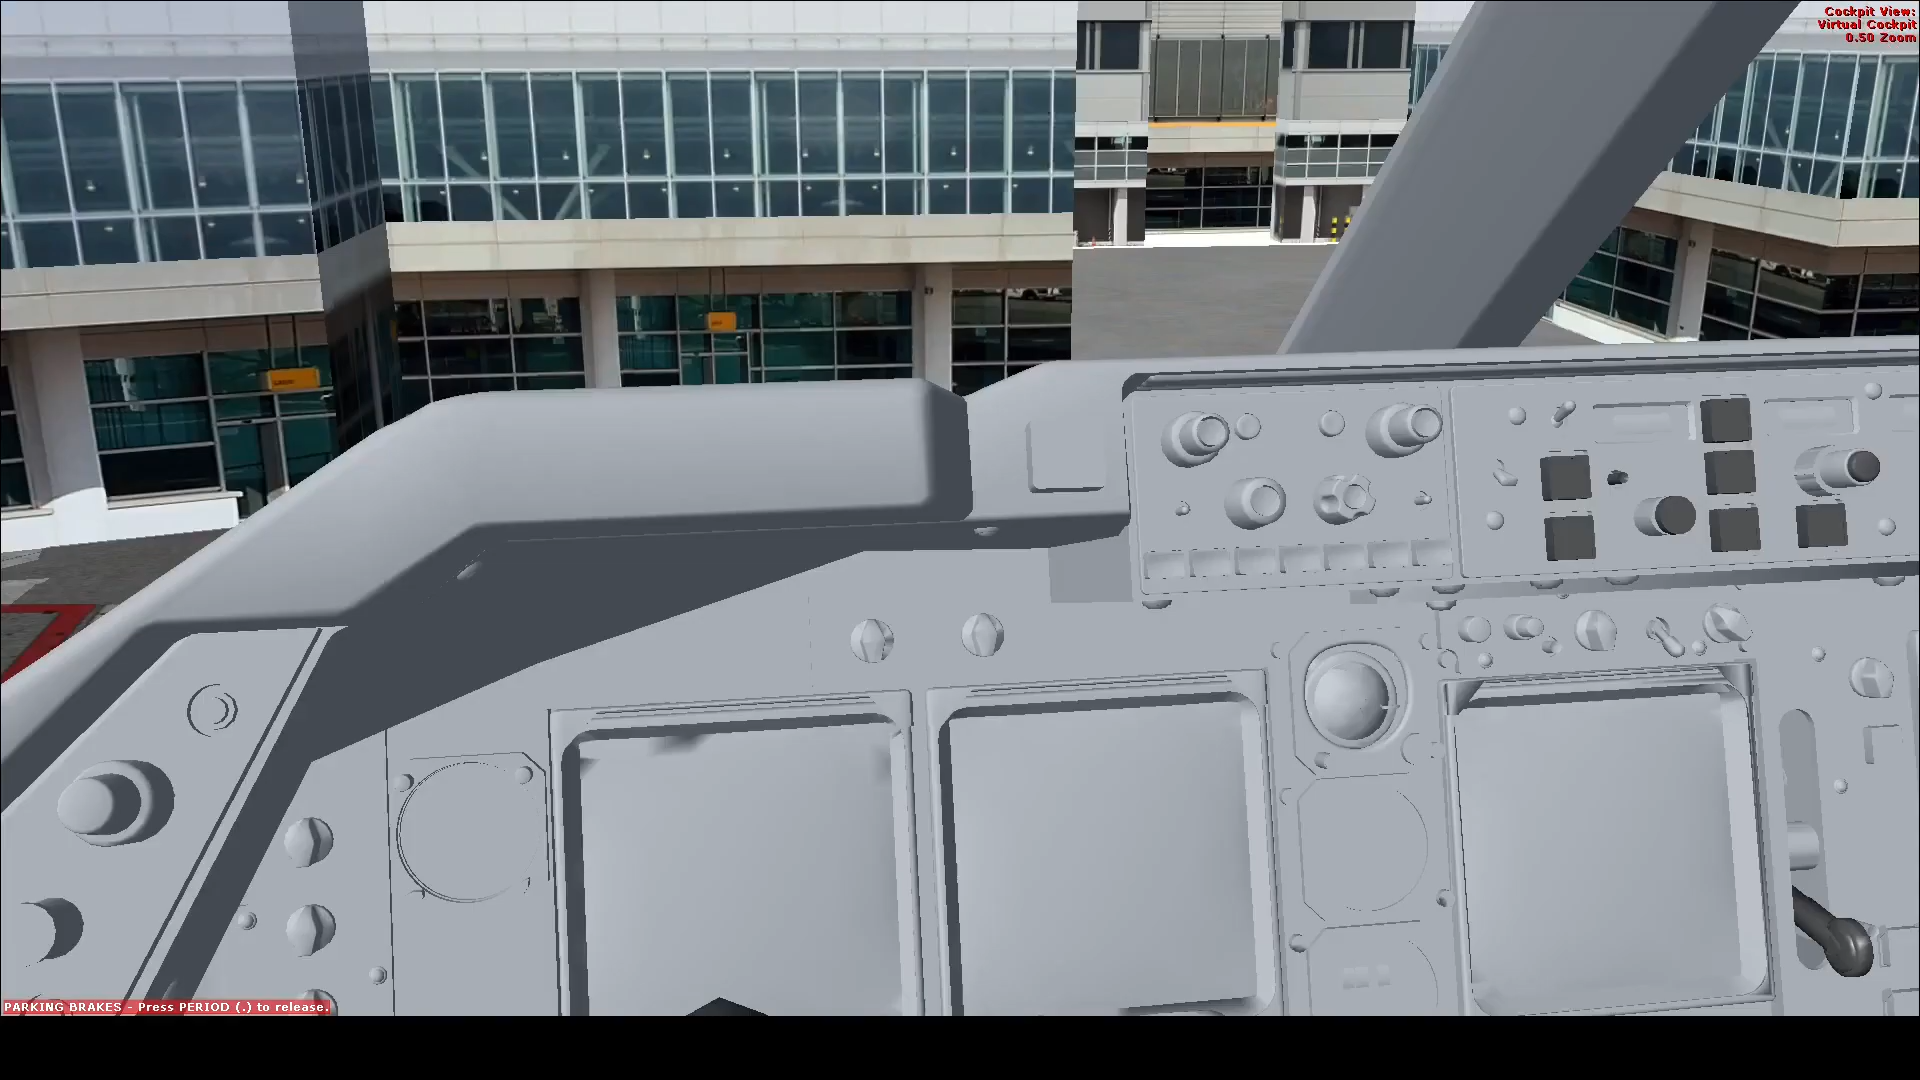 Cockpit View:
Virtual Cockpit
0.50 Zoom
PARKING BRAKES - Press PERIOD (.) to release.